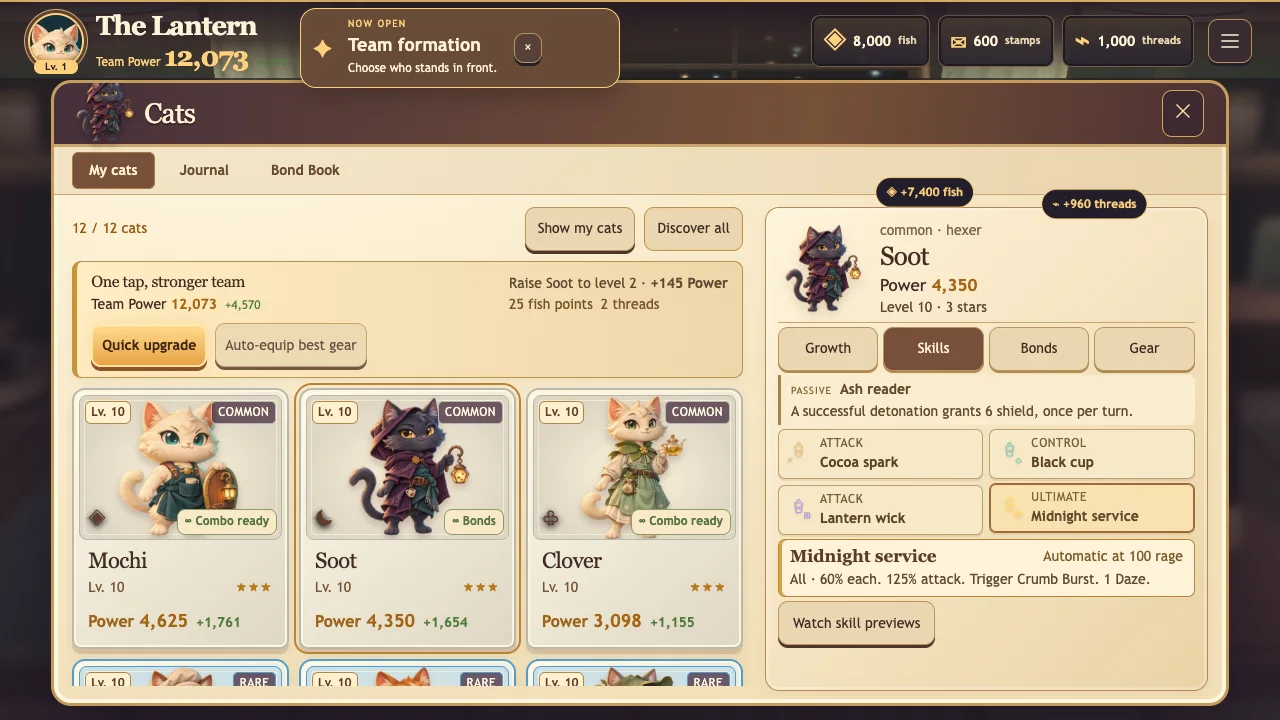 The Lantern
Lv. 1
Team Power 12,073
NOW OPEN
Team formation
Choose who stands in front.
×
8,000 fish
600 stamps
1,000 threads
Cats
My cats
Journal
Bond Book
+7,400 fish
+960 threads
12 / 12 cats
Show my cats
Discover all
One tap, stronger team
Team Power 12,073 +4,570
Raise Soot to level 2 · +145 Power
25 fish points 2 threads
Quick upgrade
Auto-equip best gear
Lv. 10
COMMON
∞ Combo ready
Mochi
Lv. 10 ★★★
Power 4,625 +1,761
Lv. 10
COMMON
∞ Bonds
Soot
Lv. 10 ★★★
Power 4,350 +1,654
Lv. 10
COMMON
∞ Combo ready
Clover
Lv. 10 ★★★
Power 3,098 +1,155
Lv. 10
RARE
Lv. 10
RARE
Lv. 10
RARE
common · hexer
Soot
Power 4,350
Level 10 · 3 stars
Growth
Skills
Bonds
Gear
PASSIVE Ash reader
A successful detonation grants 6 shield, once per turn.
ATTACK
Cocoa spark
CONTROL
Black cup
ATTACK
Lantern wick
ULTIMATE
Midnight service
Midnight service
Automatic at 100 rage
All · 60% each. 125% attack. Trigger Crumb Burst. 1 Daze.
Watch skill previews